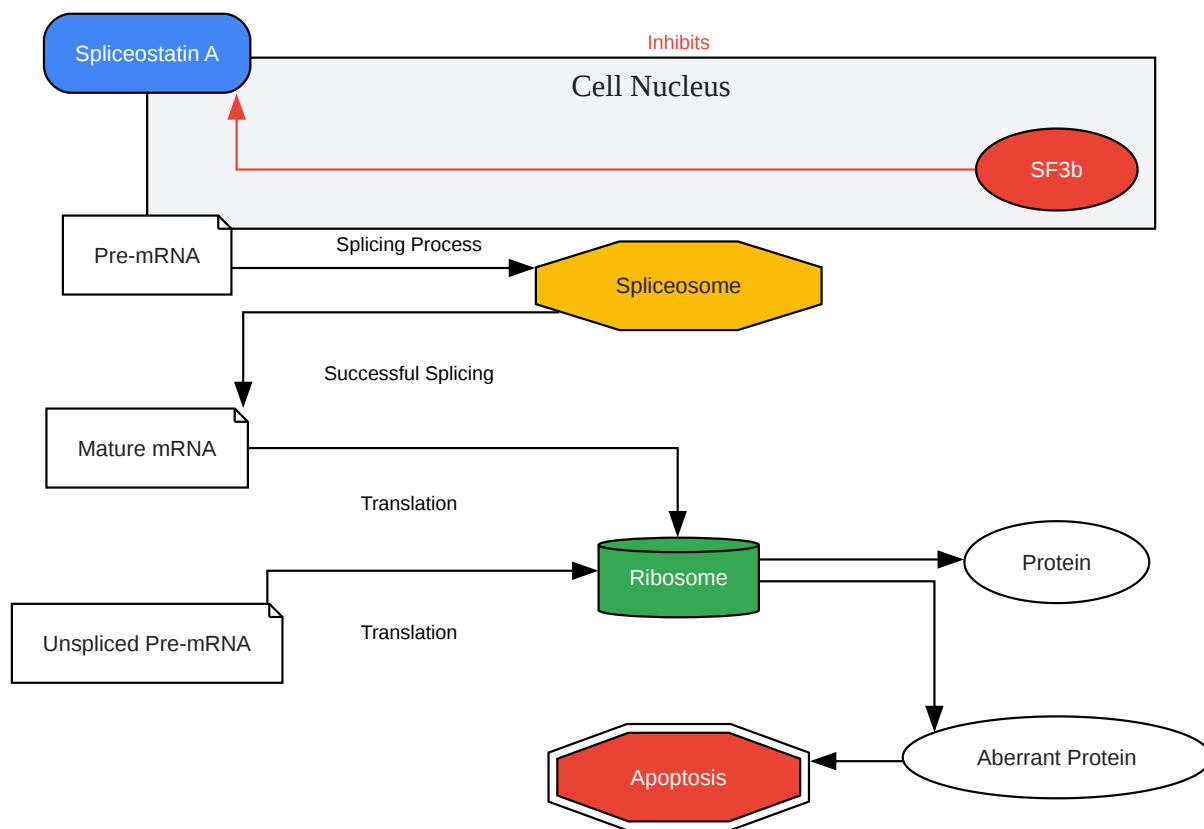 Inhibits
Spliceostatin A
Cell Nucleus
SF3b
Splicing Process
Pre-mRNA
Spliceosome
Successful Splicing
Mature mRNA
Translation
Protein
Ribosome
Translation
Unspliced Pre-mRNA
Aberrant Protein
Apoptosis